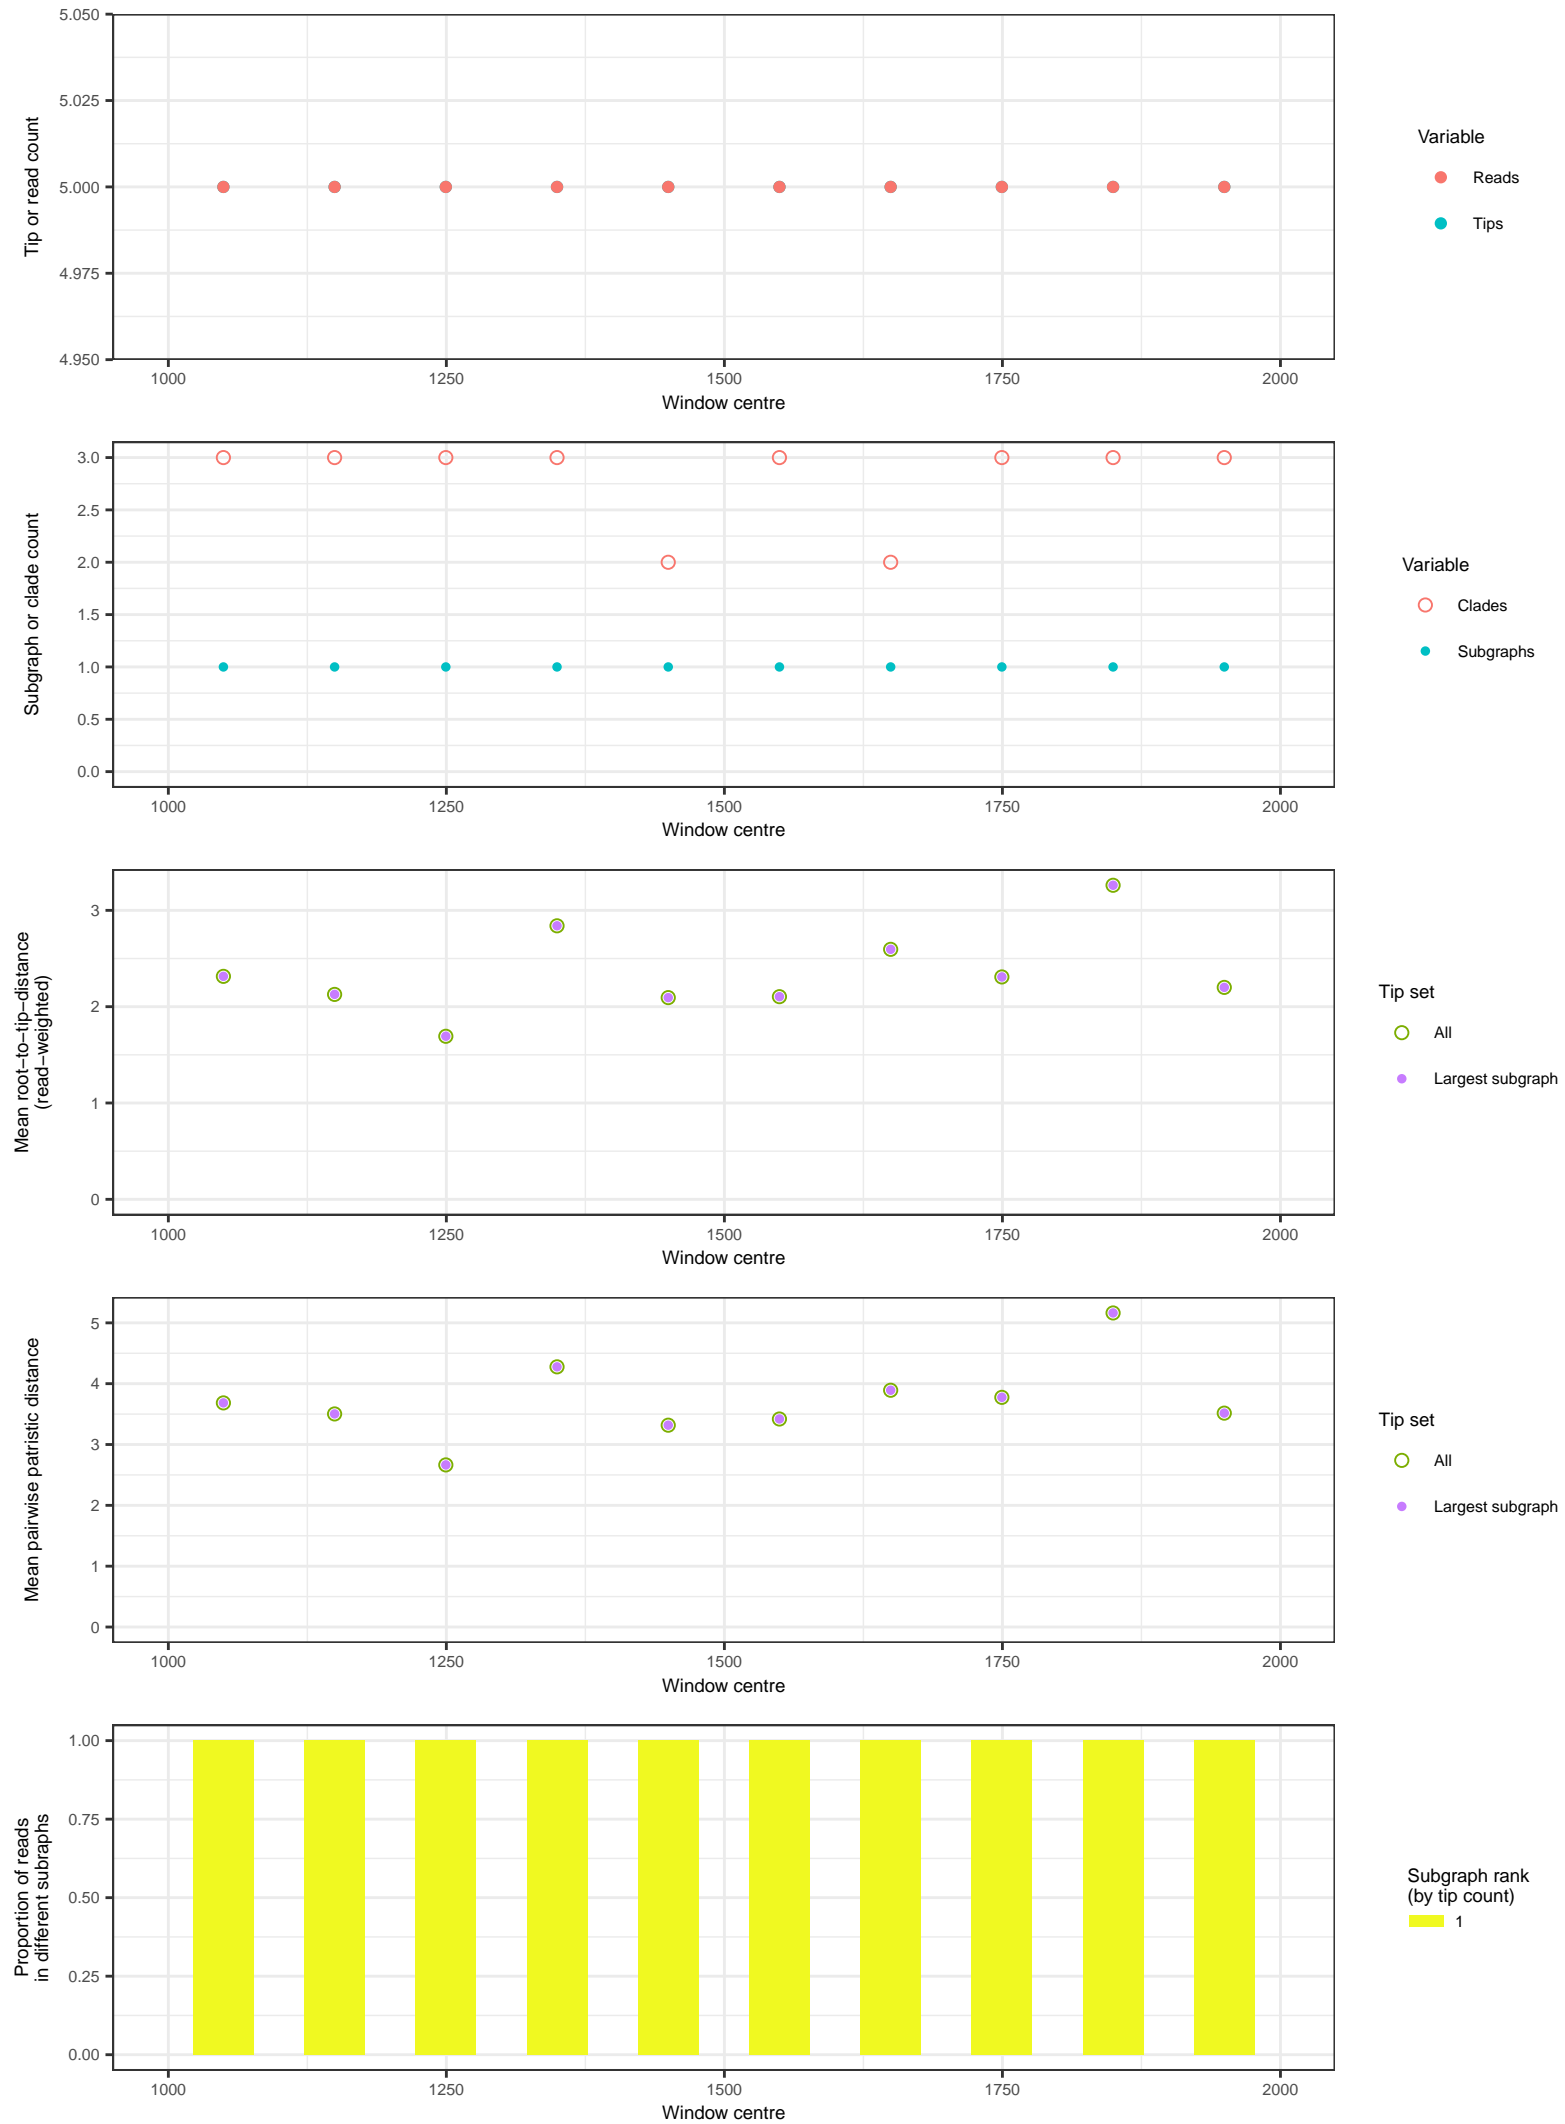 5.050
5.025
5.000
4.975
4.950
Tip or read count
1000 1250 1500 1750 2000
Window centre
Variable
Reads
Tips
3.0
2.5
2.0
1.5
1.0
0.5
0.0
Subgraph or clade count
1000 1250 1500 1750 2000
Window centre
Variable
Clades
Subgraphs
3
2
1
0
Mean root−to−tip−distance
(read−weighted)
1000 1250 1500 1750 2000
Window centre
Tip set
All
Largest subgraph
5
4
3
2
1
0
Mean pairwise patristic distance
1000 1250 1500 1750 2000
Window centre
Tip set
All
Largest subgraph
1.00
0.75
0.50
0.25
0.00
Proportion of reads
in different subraphs
1000 1250 1500 1750 2000
Window centre
Subgraph rank
(by tip count)
1